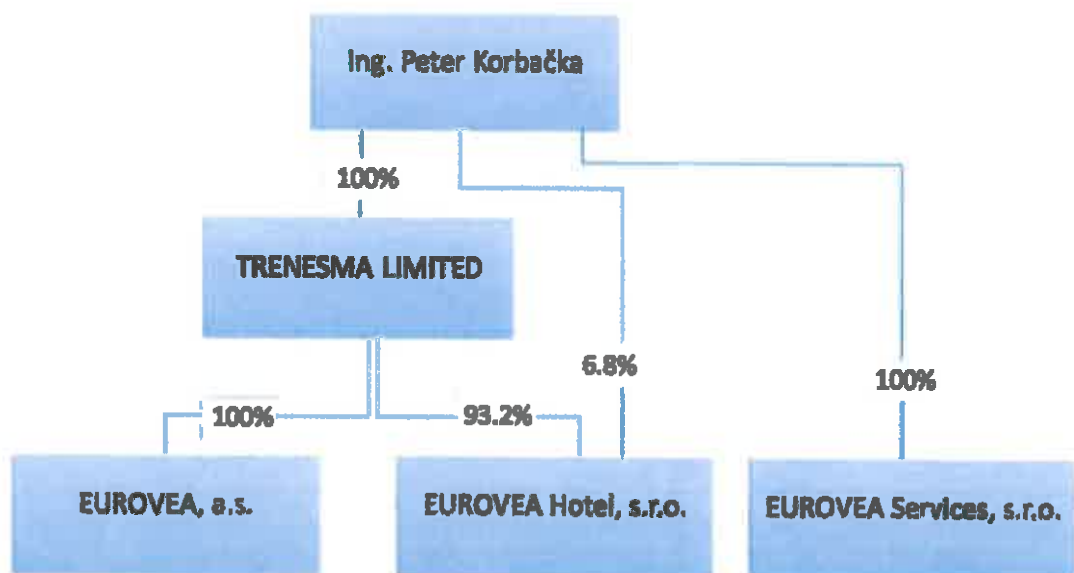 Ing. Peter Korbačka
100%
TRENESMA LIMITED
6.8%
100%
100%
93.2%
EUROVEA, a.s.
EUROVEA Hotel, s.r.o.
EUROVEA Services, s.r.o.